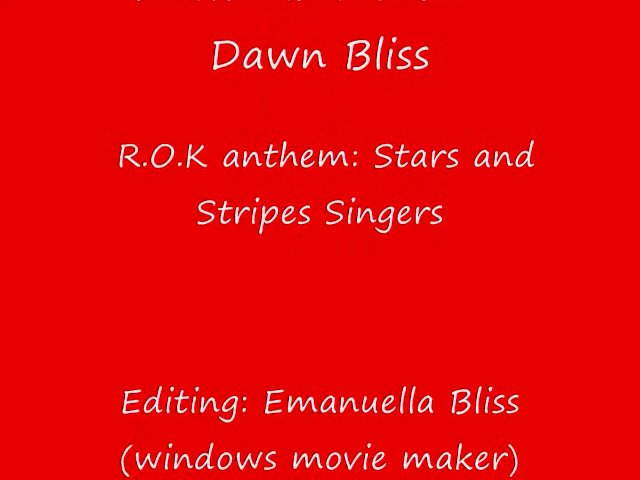 Dawn Bliss
R.O.K anthem: Stars and
Stripes Singers
Editing: Emanuella Bliss
(windows movie maker)